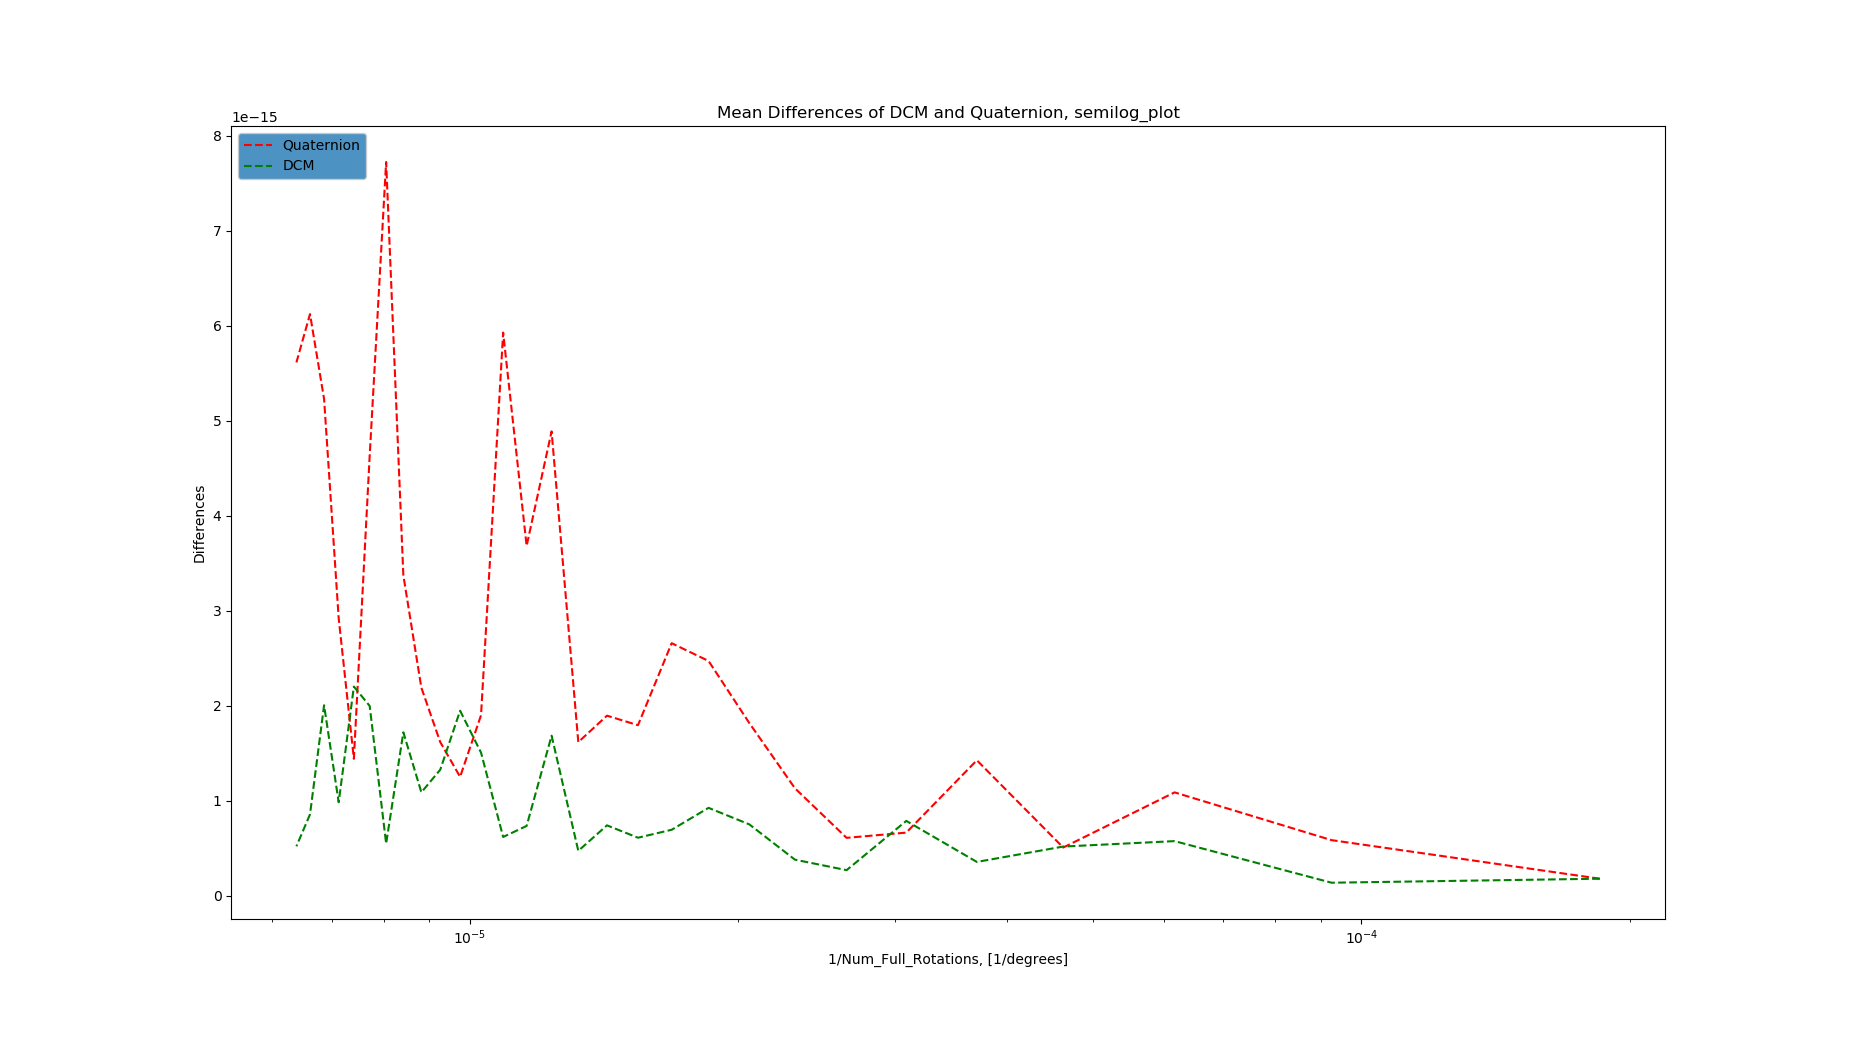 Mean Differences of DCM and Quaternion, semilog_plot
1e−15
Quaternion
DCM
8
7
6
5
4
3
2
1
0
Differences
10⁻⁵
10⁻⁴
1/Num_Full_Rotations, [1/degrees]